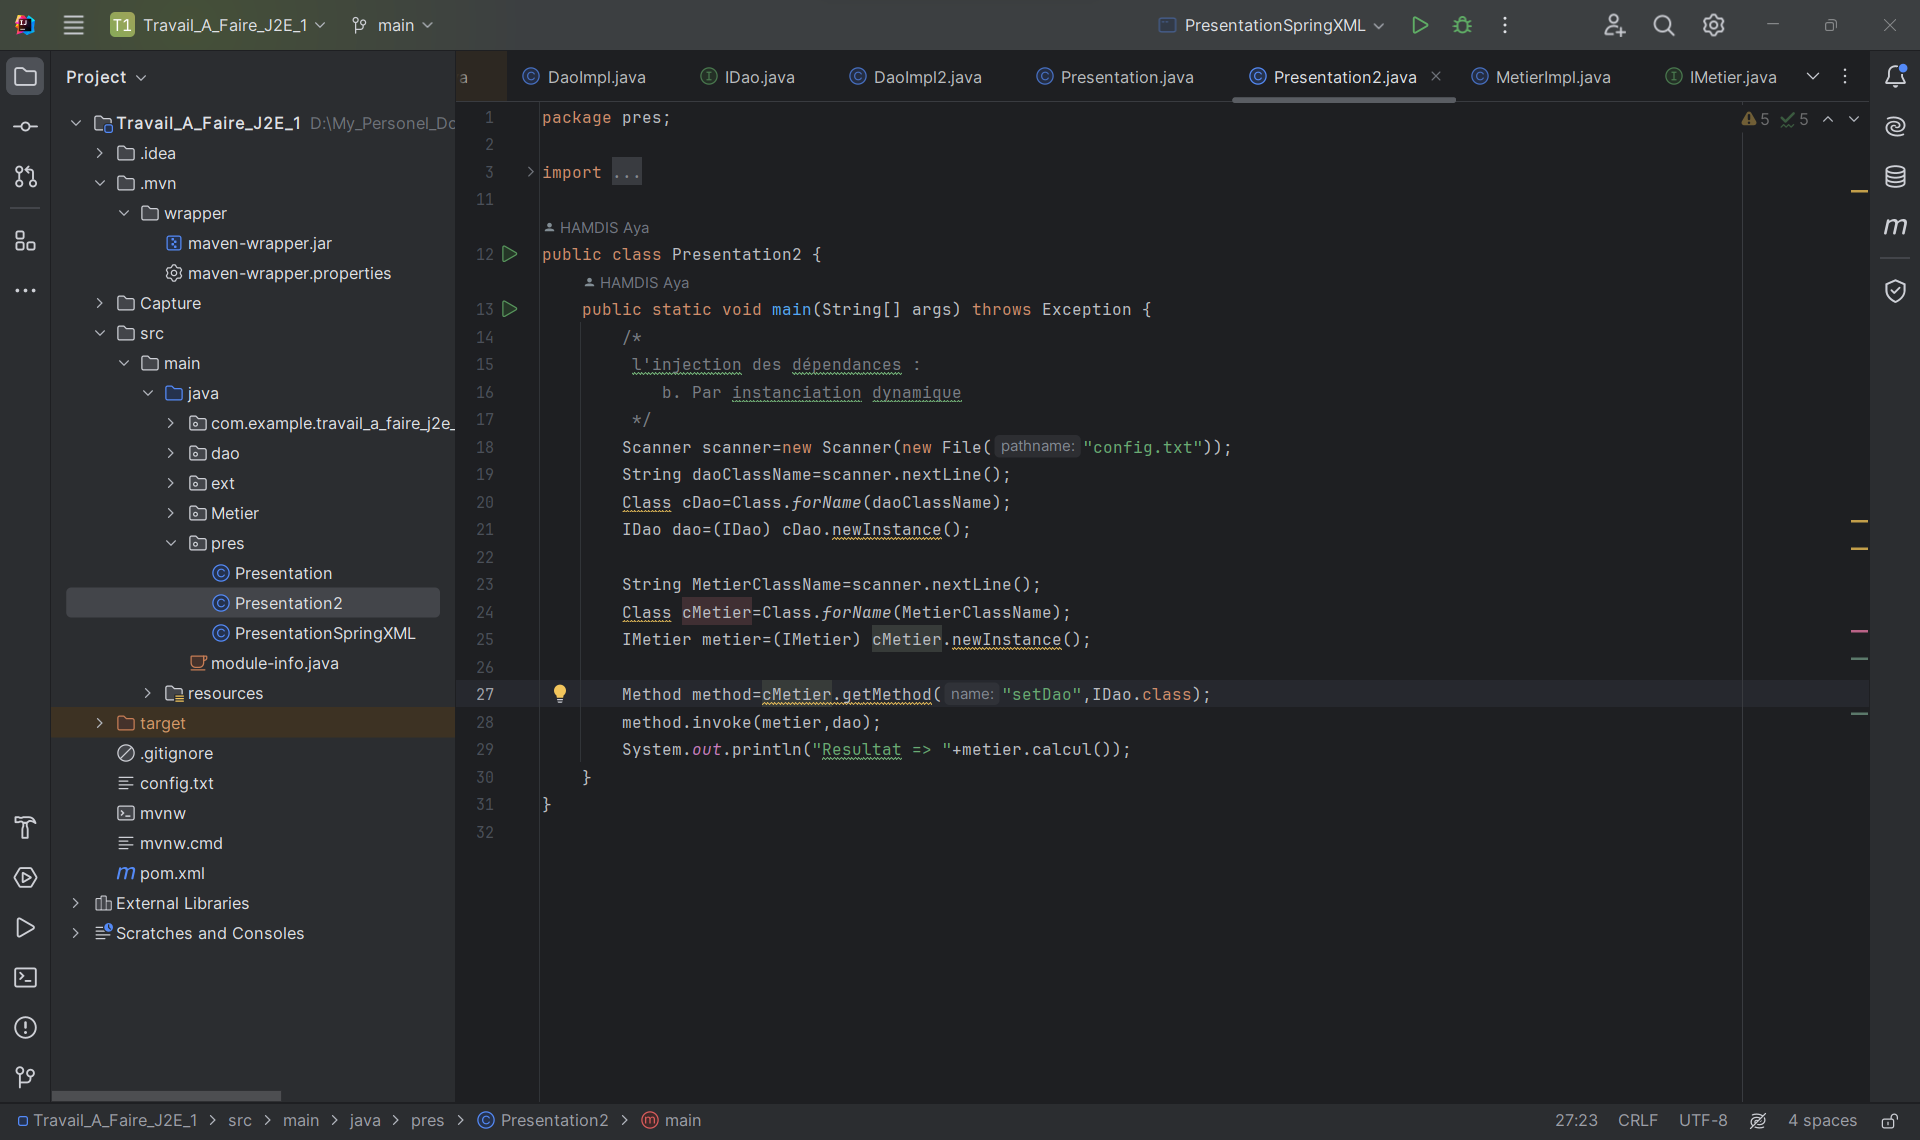 T1 Travail_A_Faire_J2E_1 main PresentationSpringXML
Project
a DaoImpl.java IDao.java DaoImpl2.java Presentation.java Presentation2.java MetierImpl.java IMetier.java
Travail_A_Faire_J2E_1 D:\My_Personel_Do
.idea
.mvn
wrapper
maven-wrapper.jar
maven-wrapper.properties
Capture
src
main
java
com.example.travail_a_faire_j2e_
dao
ext
Metier
pres
Presentation
Presentation2
PresentationSpringXML
module-info.java
resources
target
.gitignore
config.txt
mvnw
mvnw.cmd
m pom.xml
External Libraries
Scratches and Consoles
5 5
1 package pres;
2
3 import ...
11
HAMDIS Aya
12 public class Presentation2 {
HAMDIS Aya
13 public static void main(String[] args) throws Exception {
14 /*
15 l'injection des dépendances :
16 b. Par instanciation dynamique
17 */
18 Scanner scanner=new Scanner(new File( pathname: "config.txt"));
19 String daoClassName=scanner.nextLine();
20 Class cDao=Class.forName(daoClassName);
21 IDao dao=(IDao) cDao.newInstance();
22
23 String MetierClassName=scanner.nextLine();
24 Class cMetier=Class.forName(MetierClassName);
25 IMetier metier=(IMetier) cMetier.newInstance();
26
27 Method method=cMetier.getMethod( name: "setDao",IDao.class);
28 method.invoke(metier,dao);
29 System.out.println("Resultat => "+metier.calcul());
30 }
31 }
32
m
Travail_A_Faire_J2E_1 > src > main > java > pres > Presentation2 > main
27:23 CRLF UTF-8 4 spaces